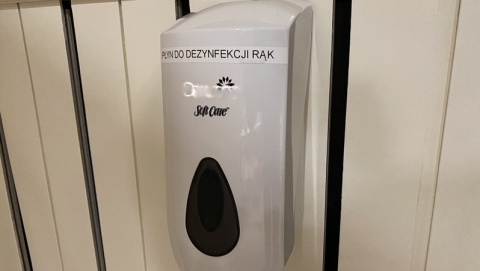 PŁYN DO DEZYNFEKCJI RĄK
Soft Care